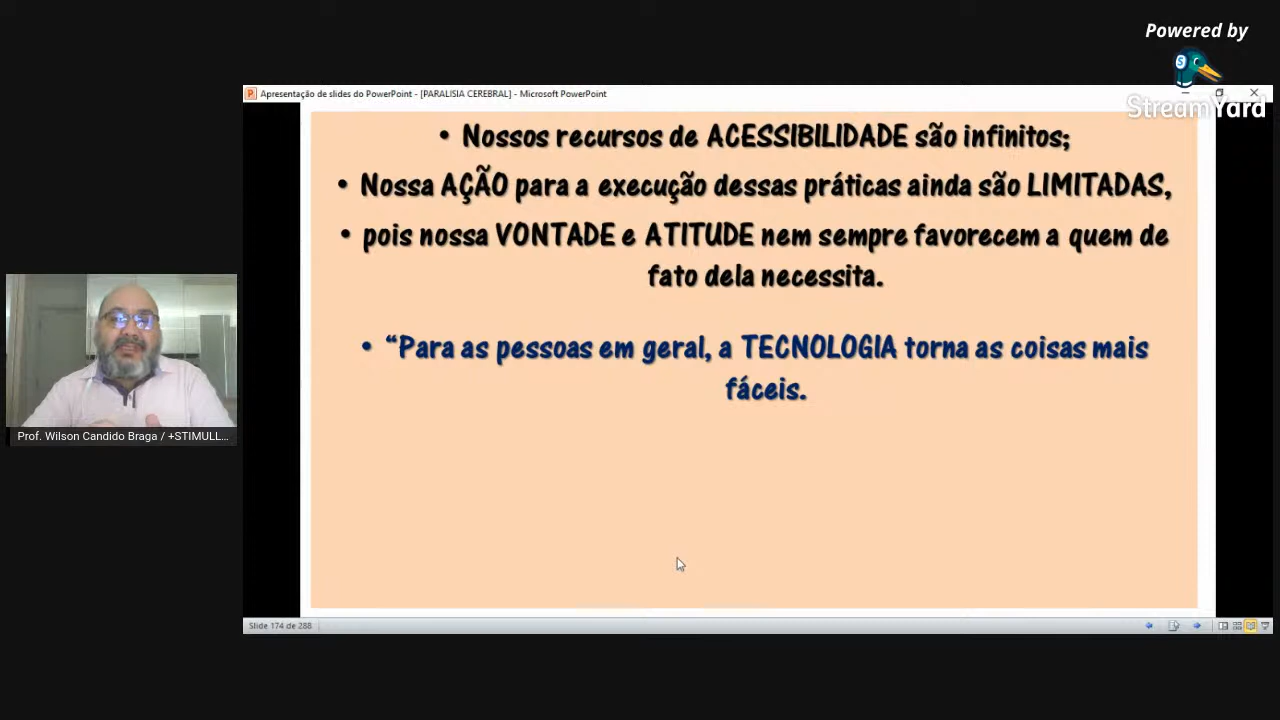 Powered by
StreamYard
Apresentação de slides do PowerPoint - [PARALISIA CEREBRAL] - Microsoft PowerPoint
• Nossos recursos de ACESSIBILIDADE são infinitos;
• Nossa AÇÃO para a execução dessas práticas ainda são LIMITADAS,
• pois nossa VONTADE e ATITUDE nem sempre favorecem a quem de
fato dela necessita.
• “Para as pessoas em geral, a TECNOLOGIA torna as coisas mais
fáceis.
Prof. Wilson Candido Braga / +STIMULL...
Slide 174 de 288